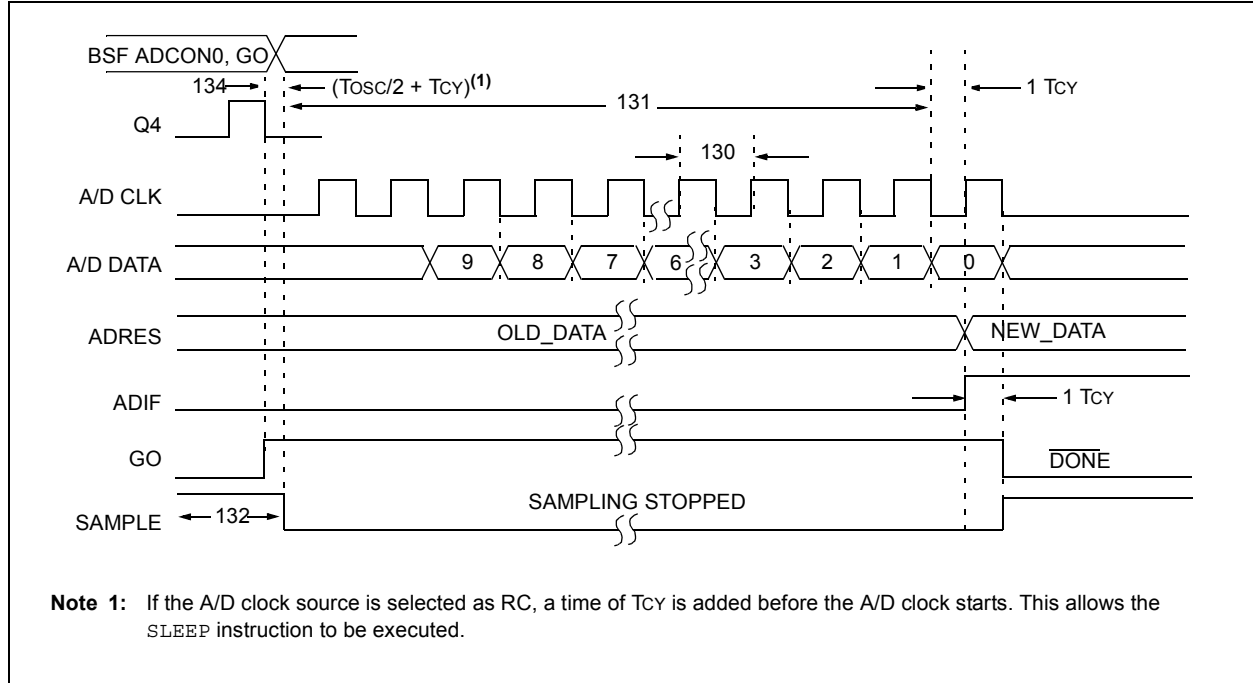 BSF ADCON0, GO
134 (TOSC/2 + TCY)(1) 131 1 TCY
Q4
130
A/D CLK
A/D DATA 9 8 7 6 3 2 1 0
ADRES OLD_DATA NEW_DATA
ADIF 1 TCY
GO DONE
SAMPLE 132 SAMPLING STOPPED
Note 1: If the A/D clock source is selected as RC, a time of TCY is added before the A/D clock starts. This allows the
SLEEP instruction to be executed.